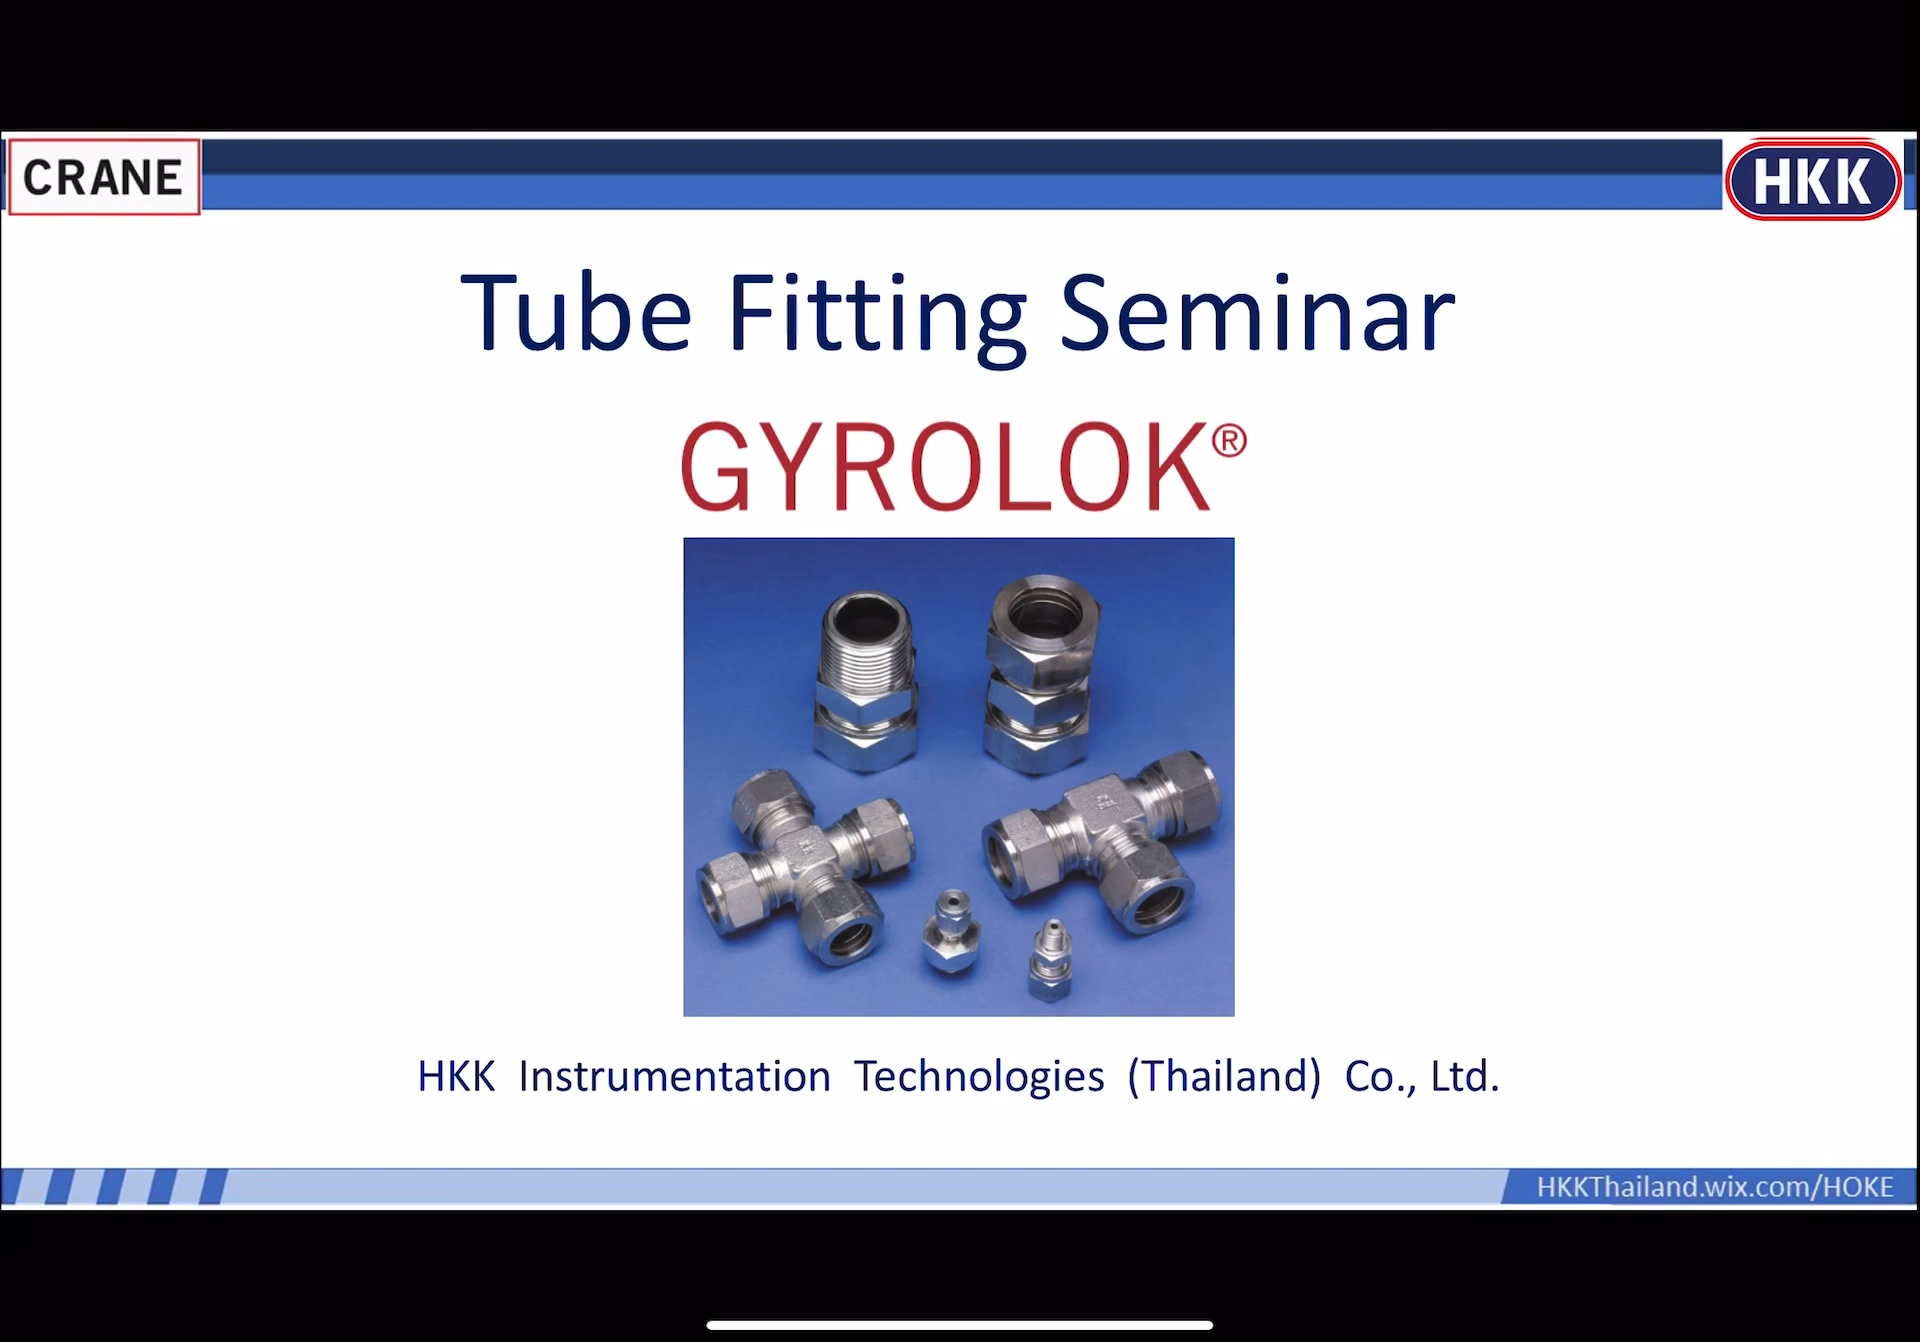 CRANE
HKK
Tube Fitting Seminar
GYROLOK®
HKK Instrumentation Technologies (Thailand) Co., Ltd.
HKKThailand.wix.com/HOKE